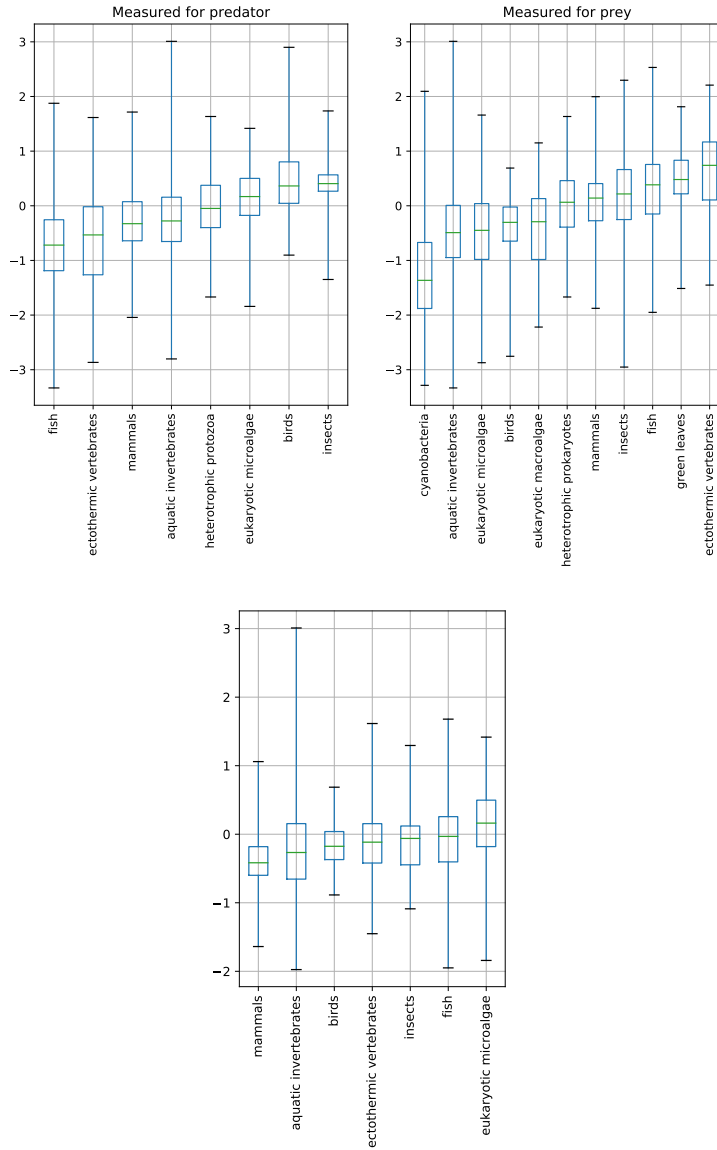 Measured for predator
3
2
1
0
−1
−2
−3
fish
ectothermic vertebrates
mammals
aquatic invertebrates
heterotrophic protozoa
eukaryotic microalgae
birds
insects
Measured for prey
3
2
1
0
−1
−2
−3
cyanobacteria
aquatic invertebrates
eukaryotic microalgae
birds
eukaryotic macroalgae
heterotrophic prokaryotes
mammals
insects
fish
green leaves
ectothermic vertebrates
3
2
1
0
−1
−2
mammals
aquatic invertebrates
birds
ectothermic vertebrates
insects
fish
eukaryotic microalgae